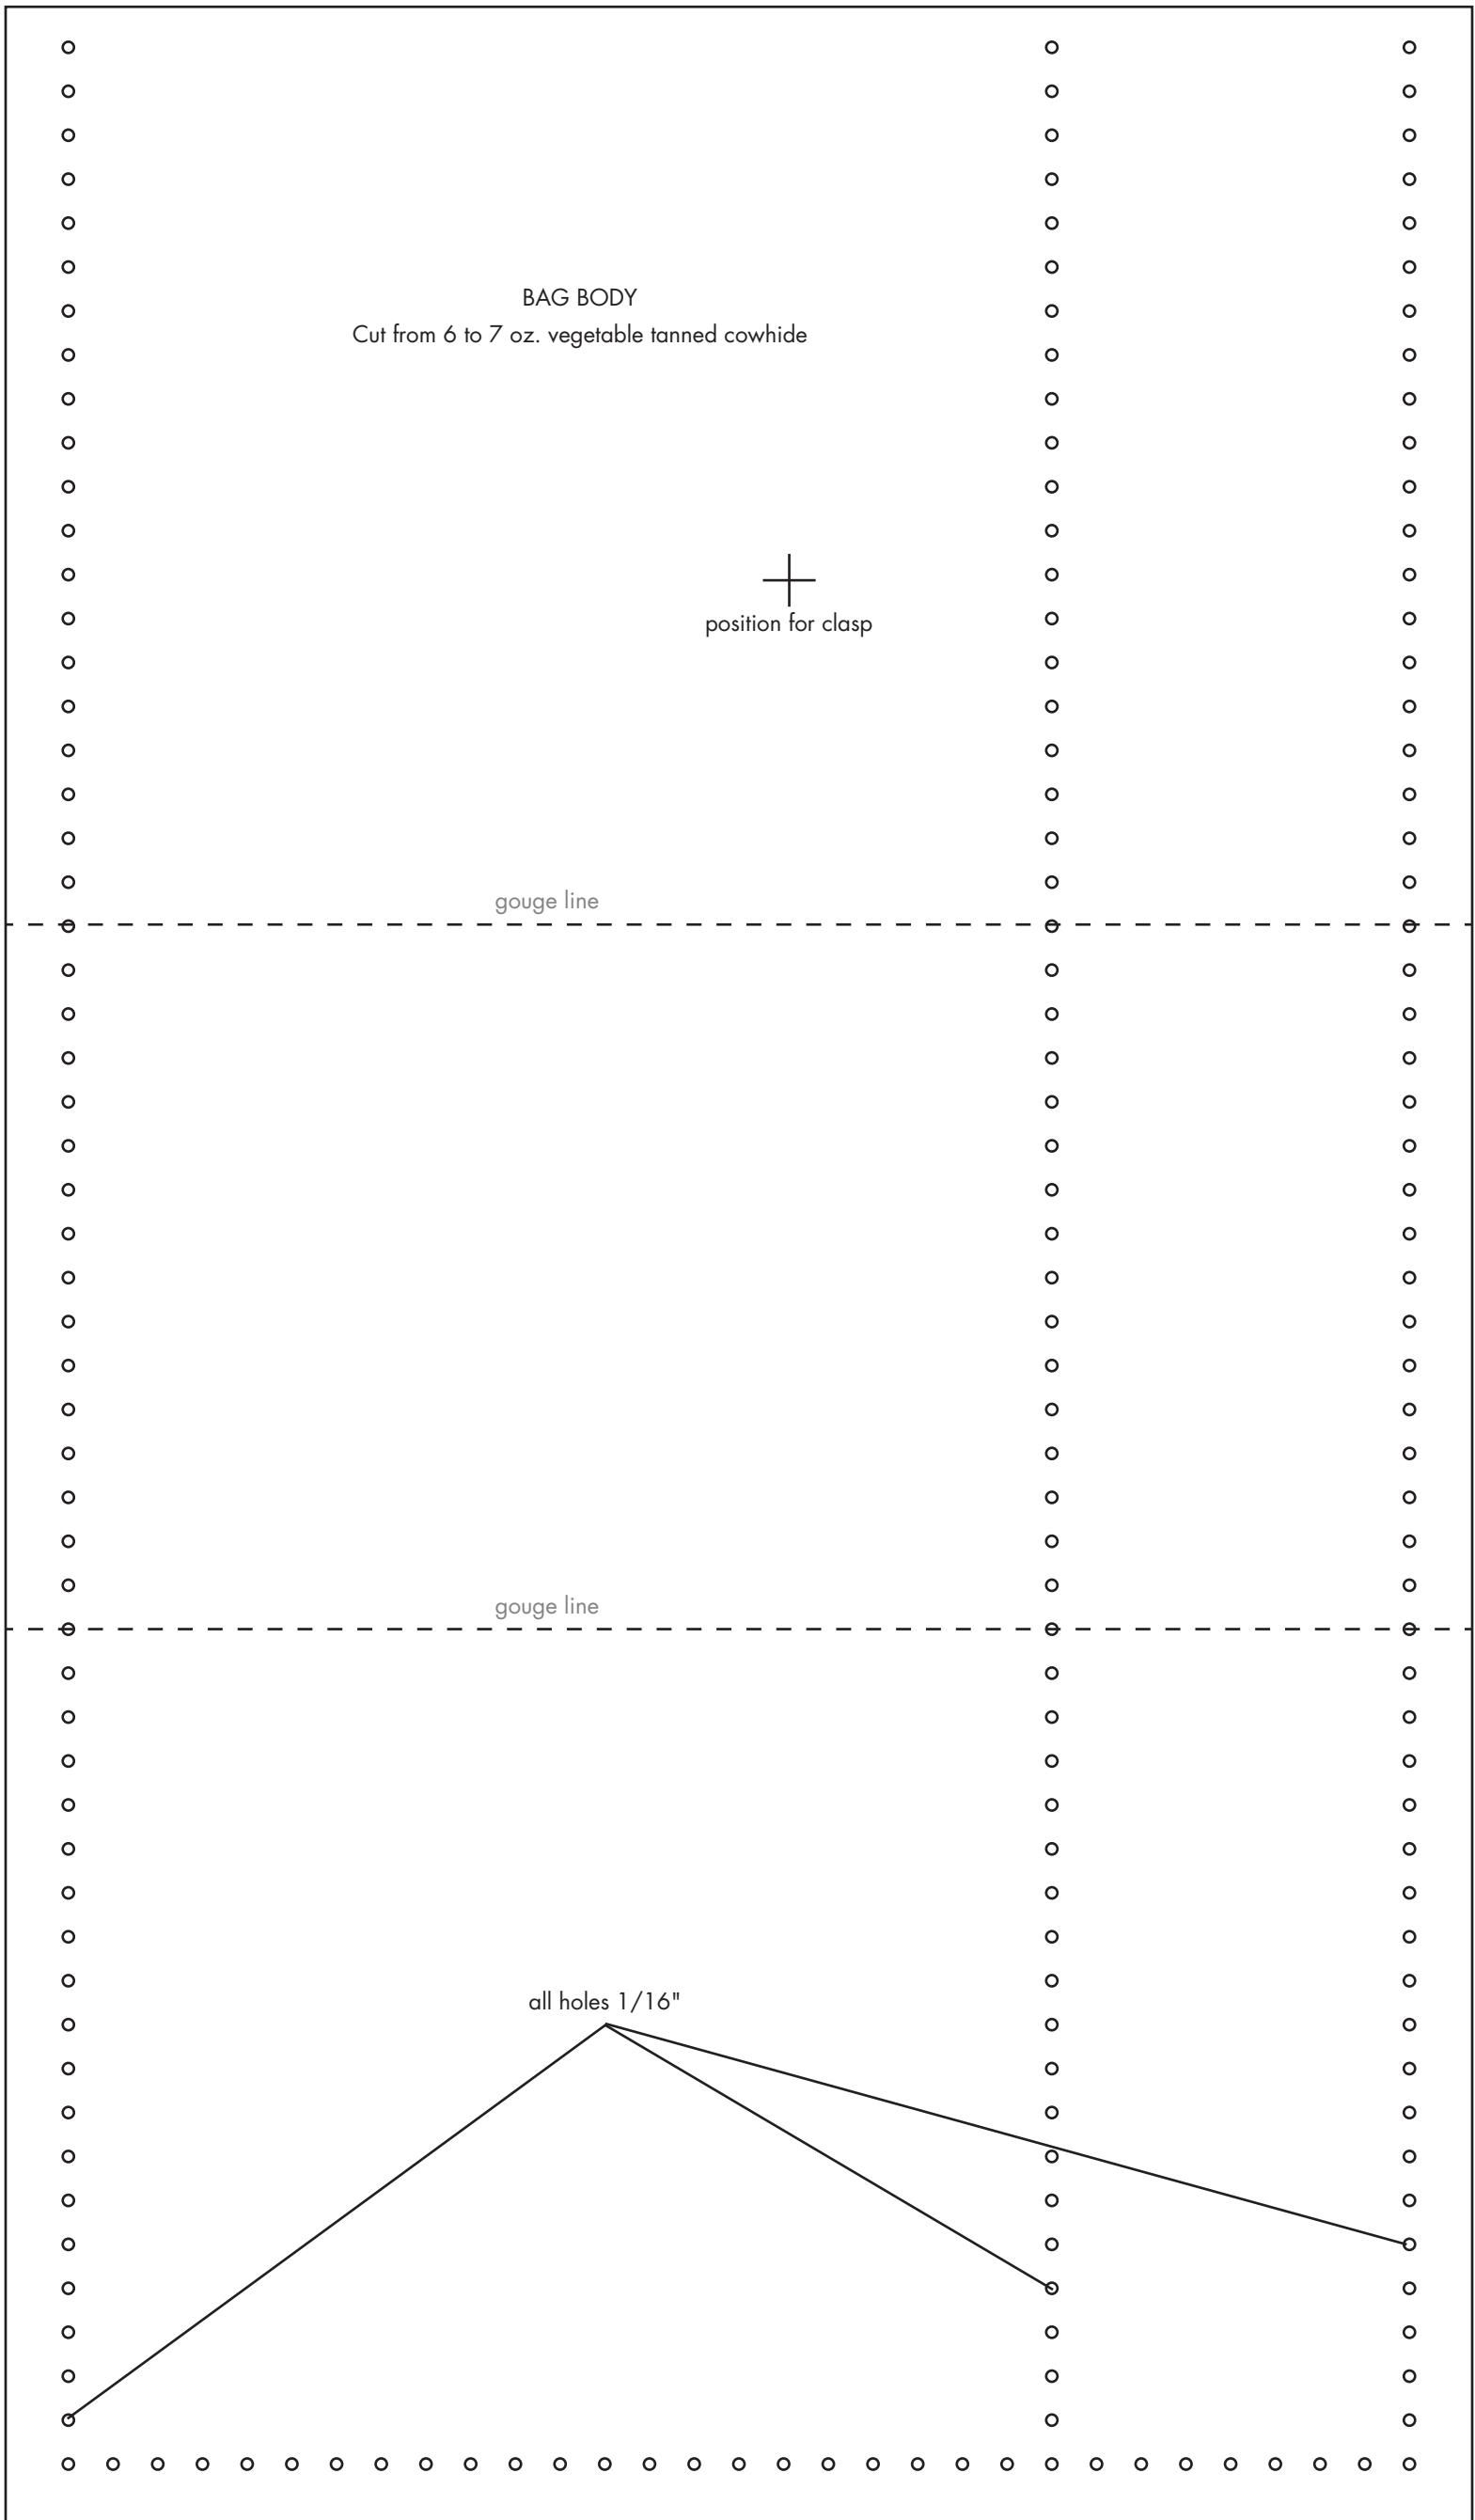 BAG BODY
Cut from 6 to 7 oz. vegetable tanned cowhide
position for clasp
gouge line
gouge line
all holes 1/16"